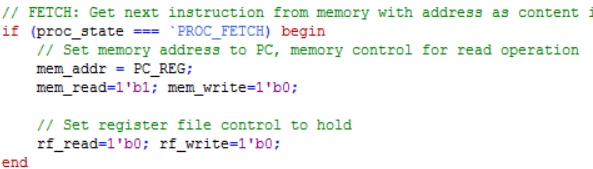 // FETCH: Get next instruction from memory with address as content i
if (proc_state === `PROC_FETCH) begin
// Set memory address to PC, memory control for read operation
mem_addr = PC_REG;
mem_read=1'b1; mem_write=1'b0;
// Set register file control to hold
rf_read=1'b0; rf_write=1'b0;
end